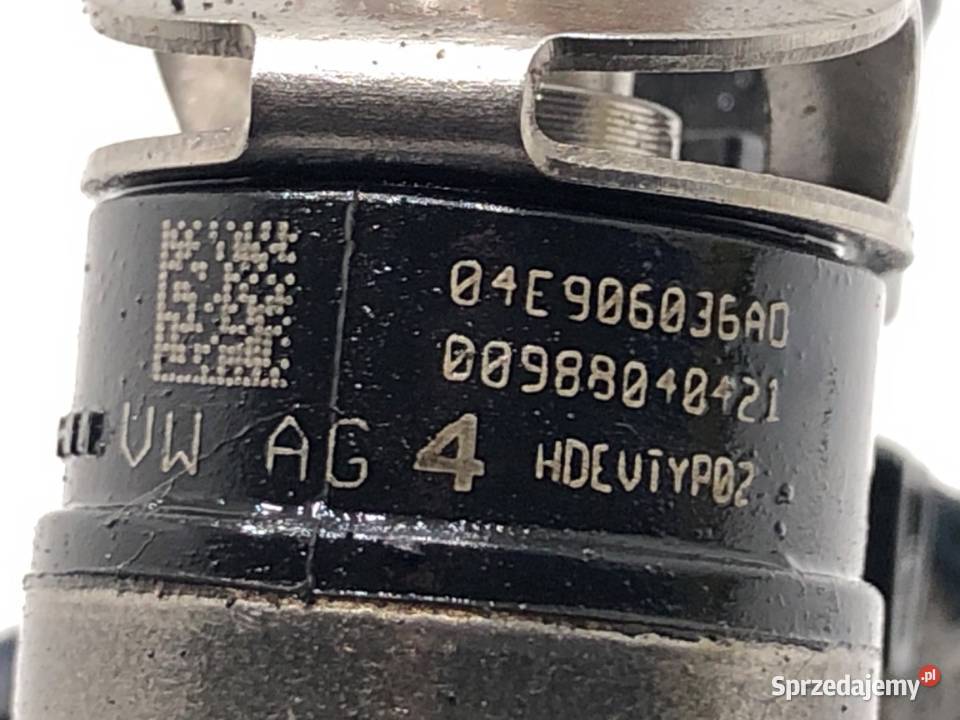 04E906036AD
00988040421
VW AG 4 HDEVTYP02
Sprzedajemy.pl